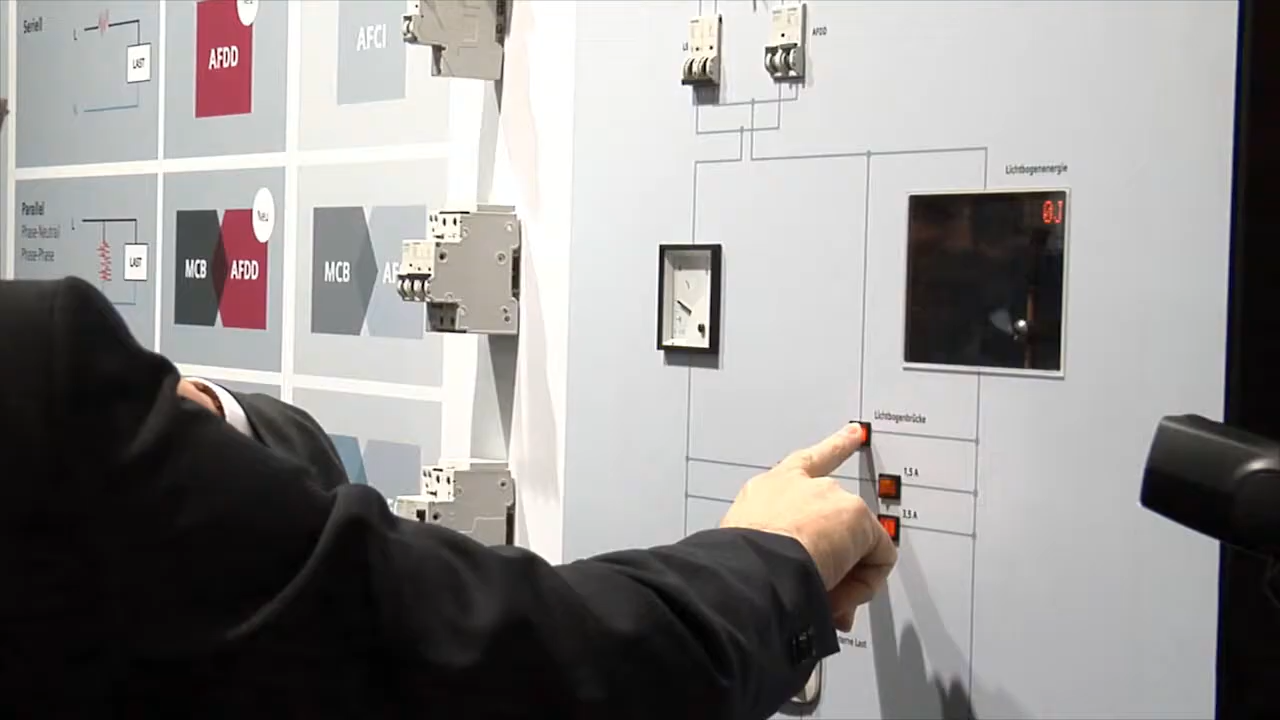 Seriell
L
LAST
AFDD
AFCI
LS
AFDD
Lichtbogenenergie
0J
Parallel
Phase-Neutral
Phase-Phase
L
LAST
MCB
AFDD
Neu
MCB
Lichtbogenbrücke
1,5 A
3,5 A
Last